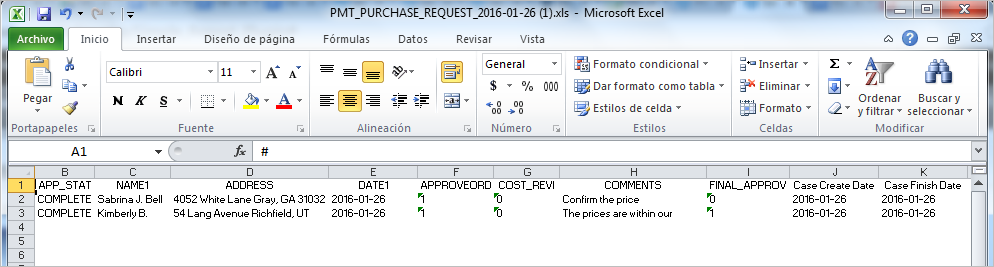 PMT_PURCHASE_REQUEST_2016-01-26 (1).xls - Microsoft Excel
Archivo Inicio Insertar Diseño de página Fórmulas Datos Revisar Vista
Calibri 11 General Formato condicional Insertar Σ
Pegar N K S A $ % 000 Dar formato como tabla Eliminar Ordenar y filtrar Buscar y seleccionar
Estilos de celda Formato
Portapapeles Fuente Alineación Número Estilos Celdas Modificar
A1 fx #
B C D E F G H I J K
1 APP_STAT NAME1 ADDRESS DATE1 APPROVEORD COST_REVI COMMENTS FINAL_APPROV Case Create Date Case Finish Date
2 COMPLETE Sabrina J. Bell 4052 White Lane Gray, GA 31032 2016-01-26 1 0 Confirm the price 0 2016-01-26 2016-01-26
3 COMPLETE Kimberly B. 54 Lang Avenue Richfield, UT 2016-01-26 1 0 The prices are within our 1 2016-01-26 2016-01-26
4
5
6